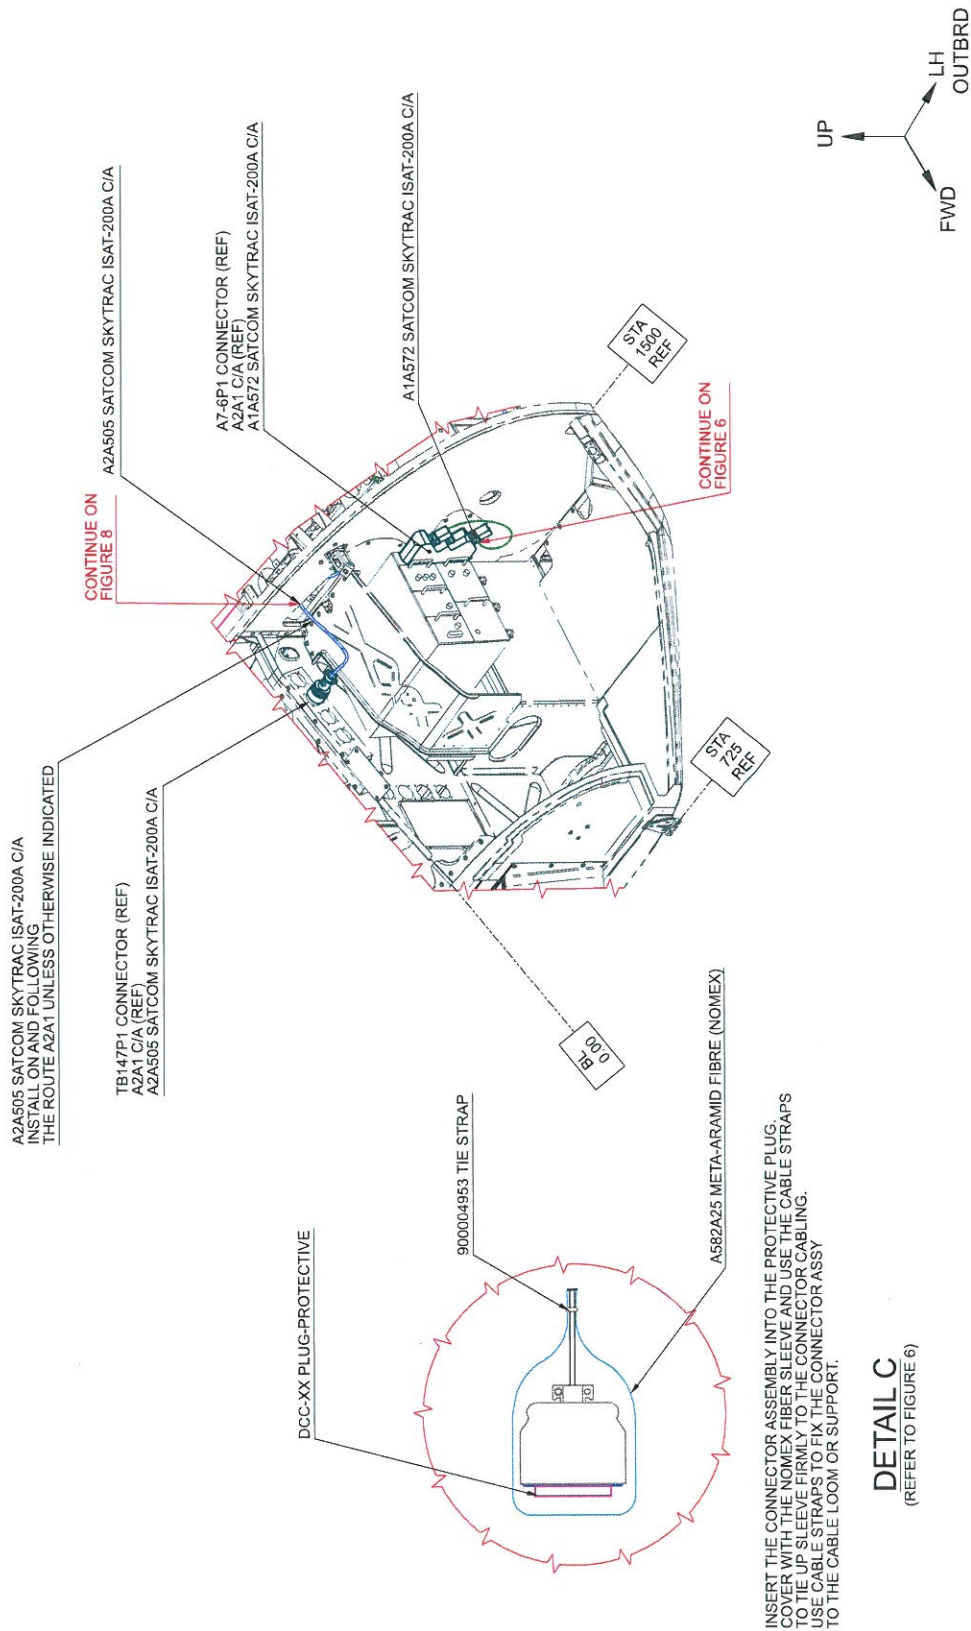 A2A505 SATCOM SKYTRAC ISAT-200A C/A
INSTALL ON AND FOLLOWING
THE ROUTE A2A1 UNLESS OTHERWISE INDICATED
TB147P1 CONNECTOR (REF)
A2A1 C/A (REF)
A2A505 SATCOM SKYTRAC ISAT-200A C/A
CONTINUE ON
FIGURE 8
A2A505 SATCOM SKYTRAC ISAT-200A C/A
A7-6P1 CONNECTOR (REF)
A2A1 C/A (REF)
A1A572 SATCOM SKYTRAC ISAT-200A C/A
A1A572 SATCOM SKYTRAC ISAT-200A C/A
CONTINUE ON
FIGURE 6
STA
1500
REF
STA
725
REF
BL
0.00
UP
FWD
LH
OUTBRD
DCC-XX PLUG-PROTECTIVE
900004953 TIE STRAP
A582A25 META-ARAMID FIBRE (NOMEX)
INSERT THE CONNECTOR ASSEMBLY INTO THE PROTECTIVE PLUG.
COVER WITH THE NOMEX FIBER SLEEVE AND USE THE CABLE STRAPS
TO TIE UP SLEEVE FIRMLY TO THE CONNECTOR CABLING.
USE CABLE STRAPS TO FIX THE CONNECTOR ASSY
TO THE CABLE LOOM OR SUPPORT.
DETAIL C
(REFER TO FIGURE 6)